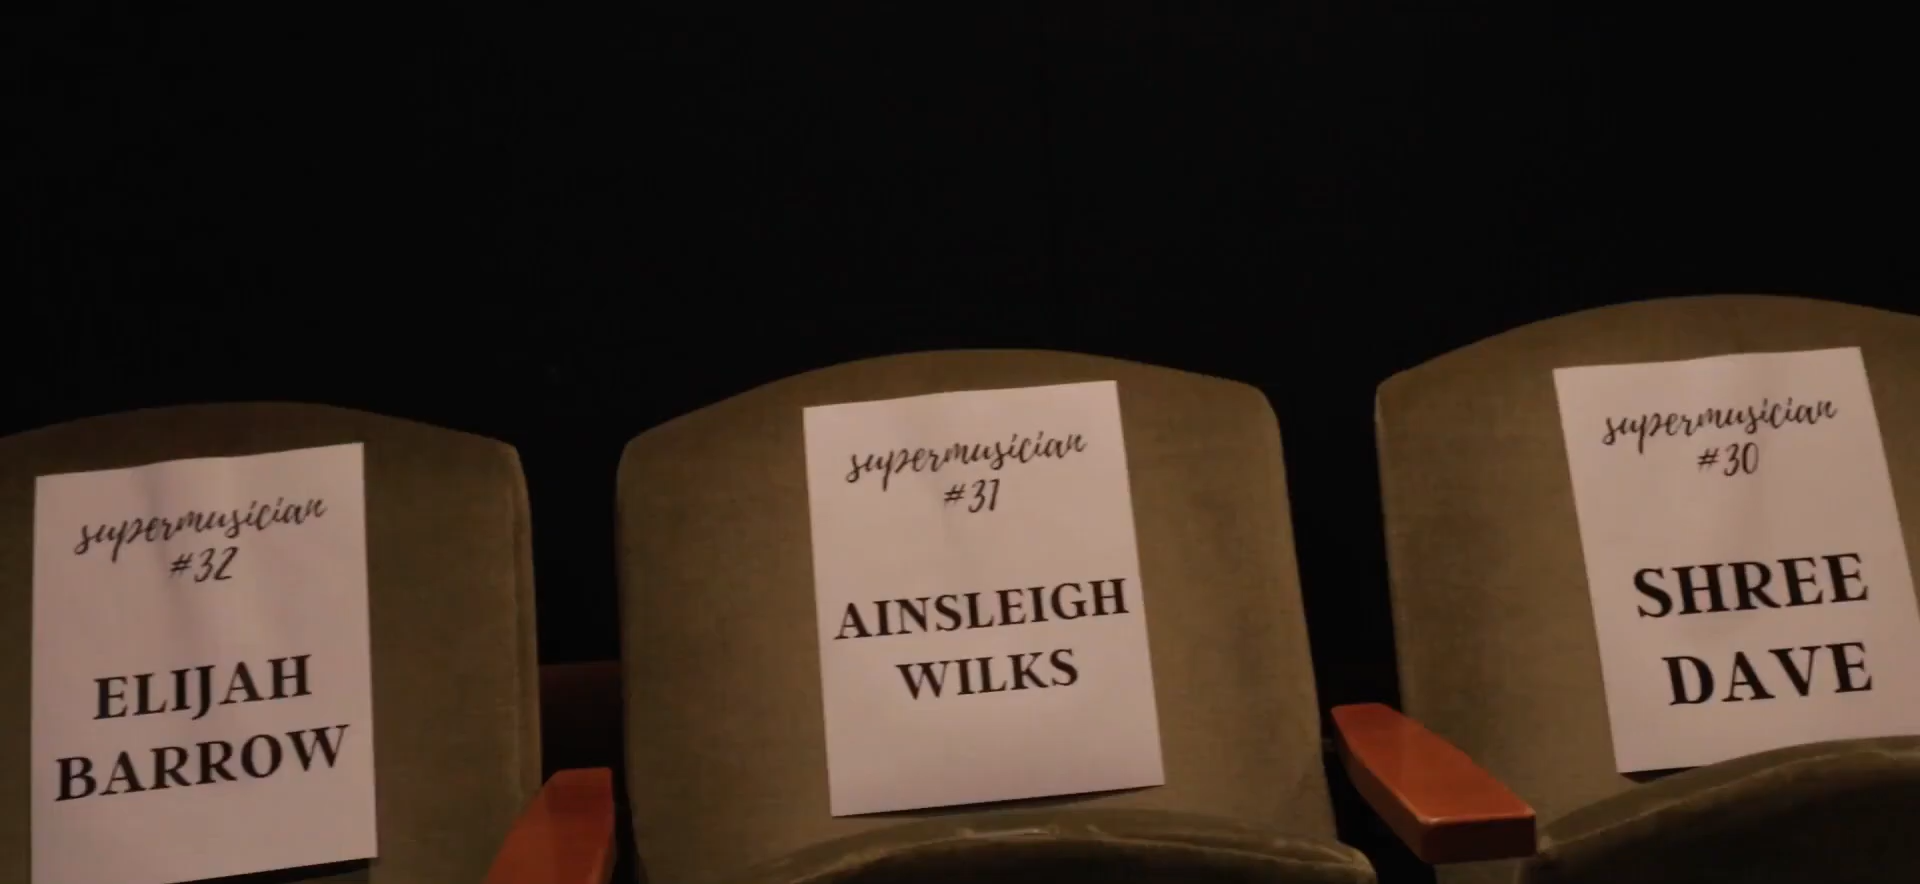 supermusician
#32
ELIJAH
BARROW
supermusician
#31
AINSLEIGH
WILKS
supermusician
#30
SHREE
DAVE